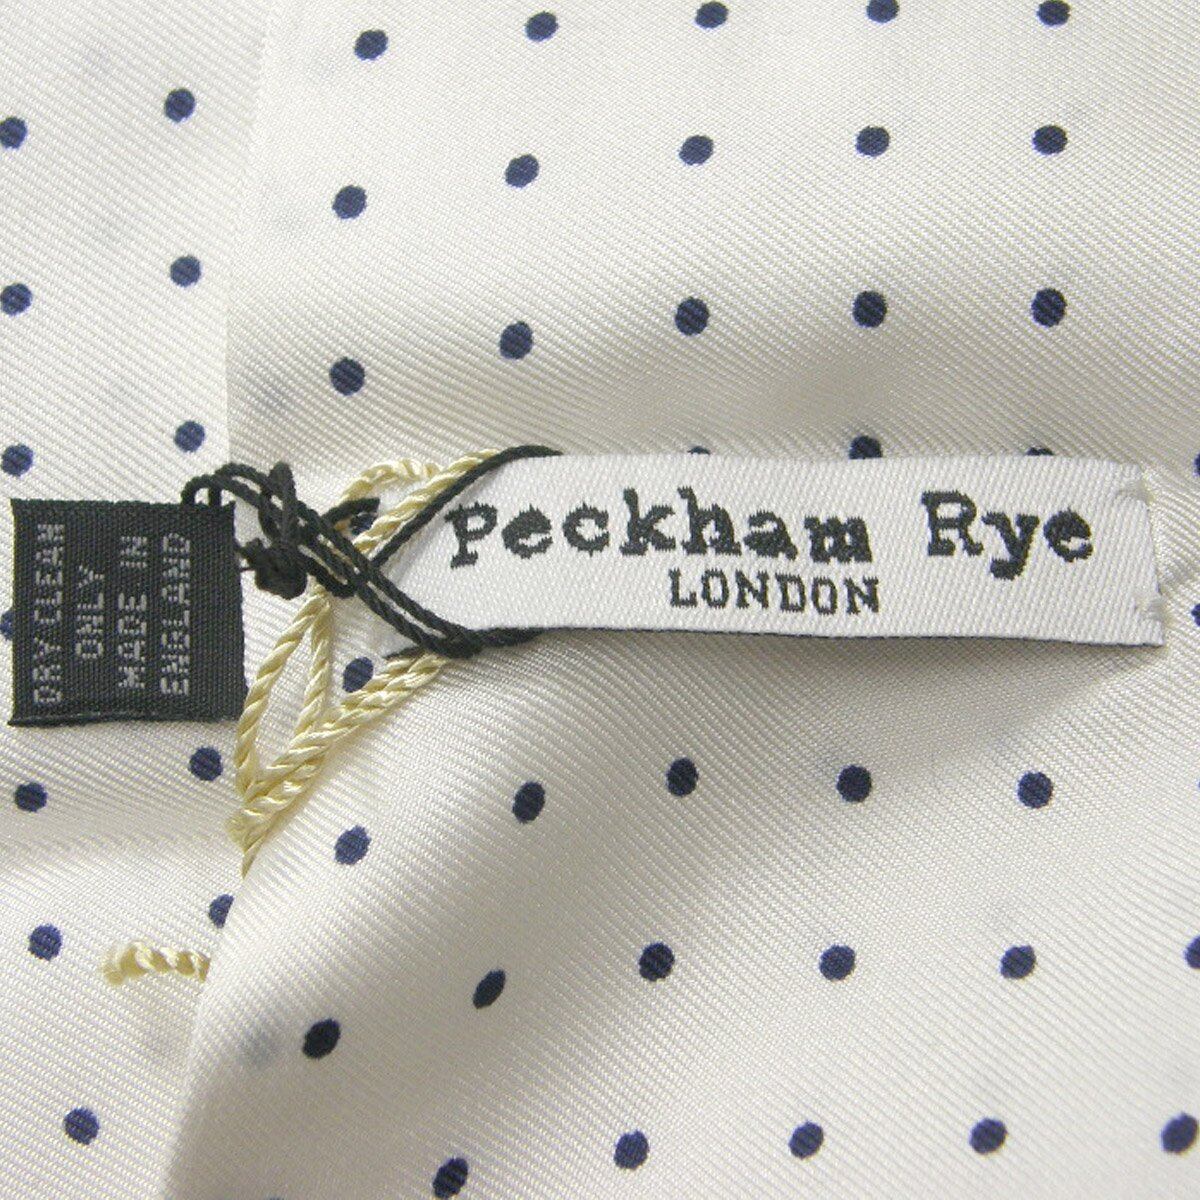 Peckham Rye
LONDON
DRY CLEAN
ONLY
MADE IN
ENGLAND